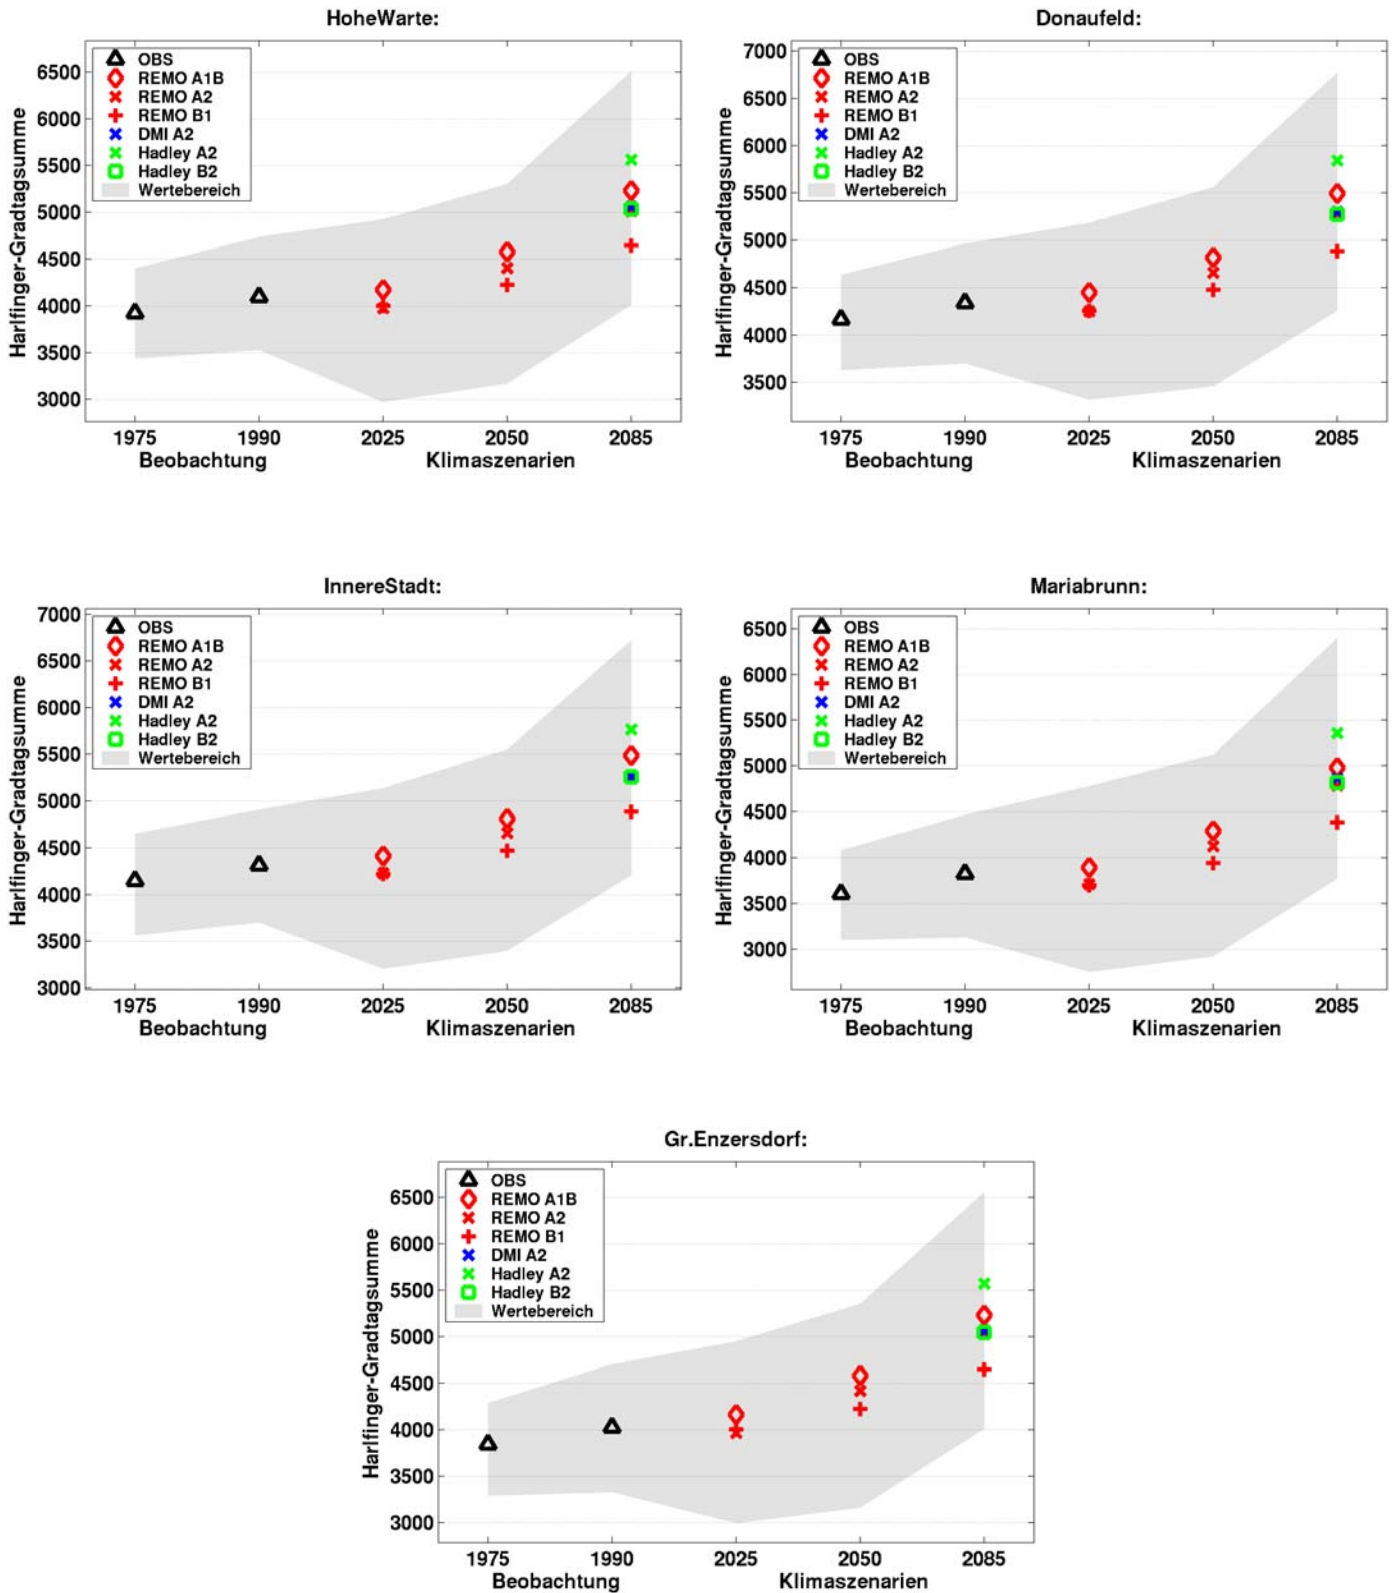 HoheWarte:
Harlfinger-Gradtagsumme
6500
6000
5500
5000
4500
4000
3500
3000
OBS
REMO A1B
REMO A2
REMO B1
DMI A2
Hadley A2
Hadley B2
Wertebereich
1975 1990 2025 2050 2085
Beobachtung Klimaszenarien
Donaufeld:
Harlfinger-Gradtagsumme
7000
6500
6000
5500
5000
4500
4000
3500
OBS
REMO A1B
REMO A2
REMO B1
DMI A2
Hadley A2
Hadley B2
Wertebereich
1975 1990 2025 2050 2085
Beobachtung Klimaszenarien
InnereStadt:
Harlfinger-Gradtagsumme
7000
6500
6000
5500
5000
4500
4000
3500
3000
OBS
REMO A1B
REMO A2
REMO B1
DMI A2
Hadley A2
Hadley B2
Wertebereich
1975 1990 2025 2050 2085
Beobachtung Klimaszenarien
Mariabrunn:
Harlfinger-Gradtagsumme
6500
6000
5500
5000
4500
4000
3500
3000
OBS
REMO A1B
REMO A2
REMO B1
DMI A2
Hadley A2
Hadley B2
Wertebereich
1975 1990 2025 2050 2085
Beobachtung Klimaszenarien
Gr.Enzersdorf:
Harlfinger-Gradtagsumme
6500
6000
5500
5000
4500
4000
3500
3000
OBS
REMO A1B
REMO A2
REMO B1
DMI A2
Hadley A2
Hadley B2
Wertebereich
1975 1990 2025 2050 2085
Beobachtung Klimaszenarien